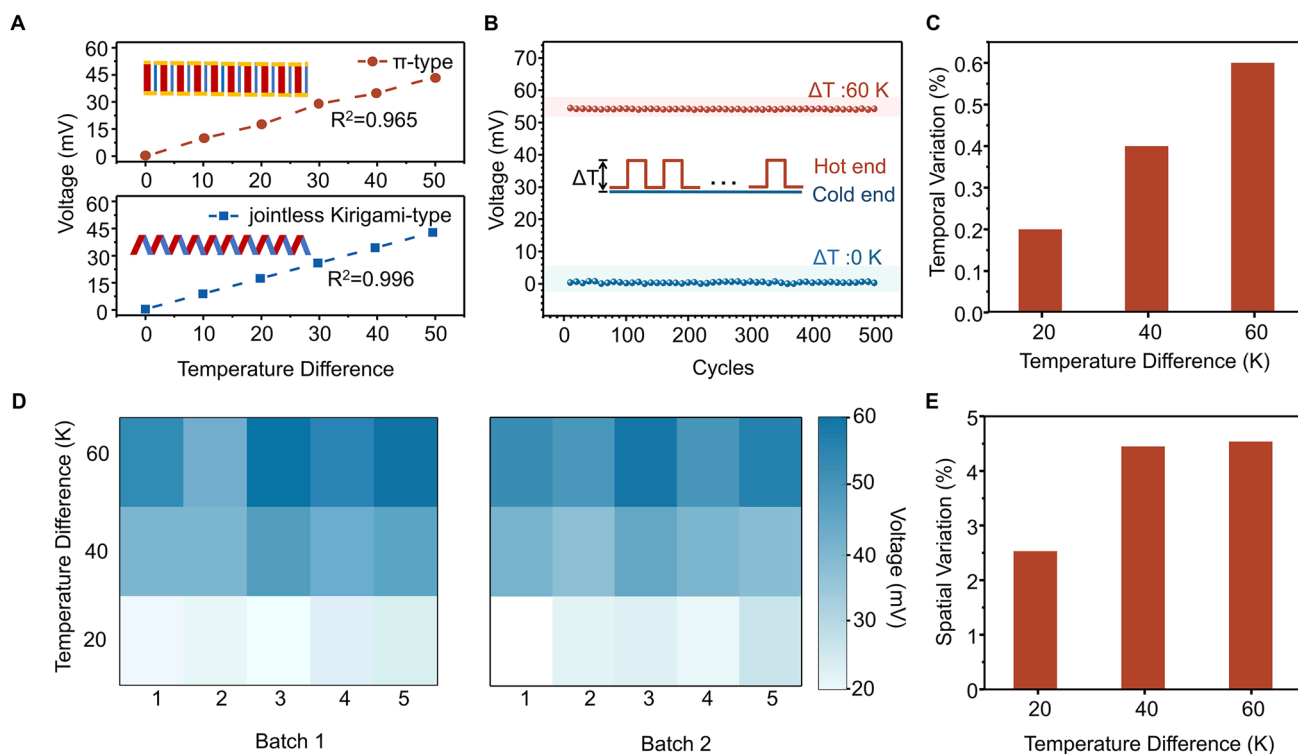 A
60
45
30
15
0
π-type
R²=0.965
0 10 20 30 40 50
Voltage (mV)
60
45
30
15
0
jointless Kirigami-type
R²=0.996
0 10 20 30 40 50
Temperature Difference
B
70
60
50
40
30
20
10
0
ΔT :60 K
ΔT
...
Hot end
Cold end
ΔT :0 K
0 100 200 300 400 500
Cycles
C
Temporal Variation (%)
0.6
0.5
0.4
0.3
0.2
0.1
0.0
20 40 60
Temperature Difference (K)
D
Temperature Difference (K)
60
40
20
1 2 3 4 5
Batch 1
1 2 3 4 5
Batch 2
60
50
40
30
20
Voltage (mV)
E
Spatial Variation (%)
5
4
3
2
1
0
20 40 60
Temperature Difference (K)